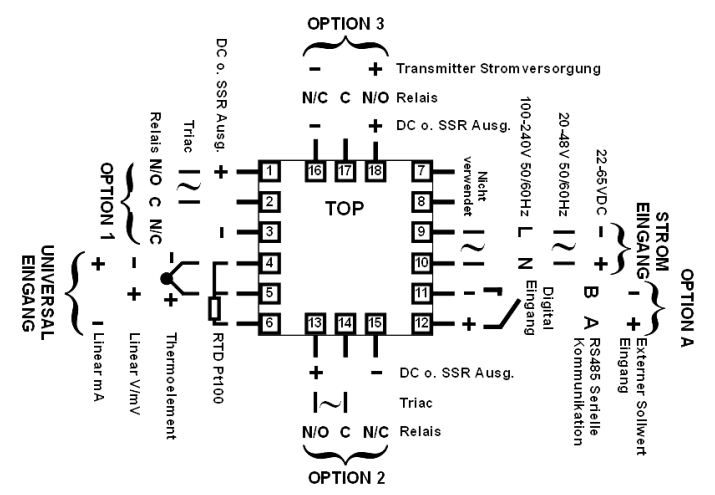 OPTION 3
− + Transmitter Stromversorgung
N/C C N/O Relais
− + DC o. SSR Ausg.
16 17 18
TOP
1
2
3
4
5
6
7
8
9
10
11
12
13 14 15
DC o. SSR Ausg.
+
-
Triac
~
Relais N/O C N/C
OPTION 1
UNIVERSAL
EINGANG
+ − Linear mA
− + Linear V/mV
- + Thermoelement
RTD Pt100
Nicht
verwendet
~
100-240V 50/60Hz
L N
20-48V 50/60Hz
~
22-65VDC
− +
STROM
EINGANG
- +
Digital
Eingang
B A
RS485 Serielle
Kommunikation
− +
Externer Sollwert
Eingang
OPTION A
+ − DC o. SSR Ausg.
~ Triac
N/O C N/C Relais
OPTION 2